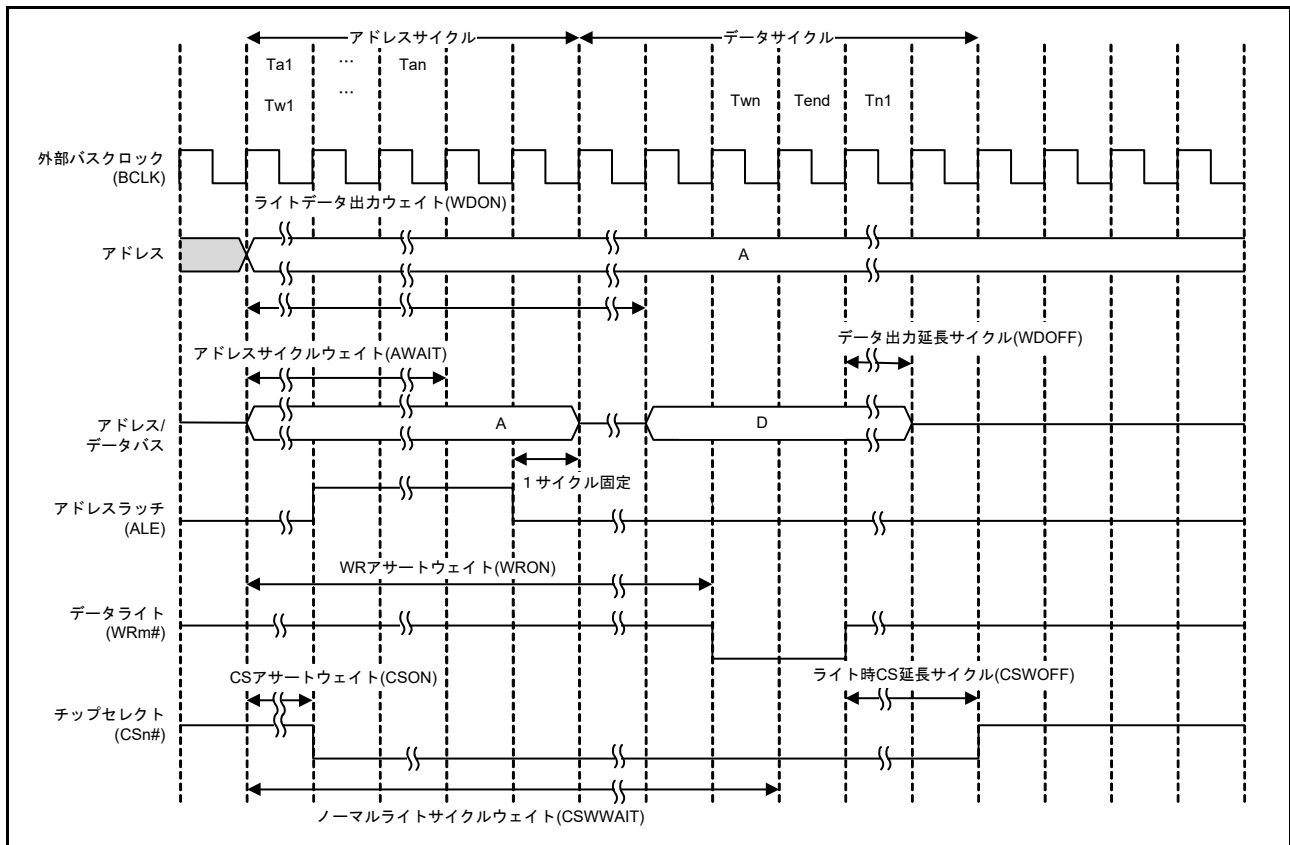 アドレスサイクル データサイクル
Ta1 … Tan
Tw1 … Twn Tend Tn1
外部バスクロック
(BCLK)
ライトデータ出力ウェイト(WDON)
アドレス A
データ出力延長サイクル(WDOFF)
アドレスサイクルウェイト(AWAIT)
アドレス/
データバス
A D
1サイクル固定
アドレスラッチ
(ALE)
WRアサートウェイト(WRON)
データライト
(WRm#)
CSアサートウェイト(CSON) ライト時CS延長サイクル(CSWOFF)
チップセレクト
(CSn#)
ノーマルライトサイクルウェイト(CSWWAIT)